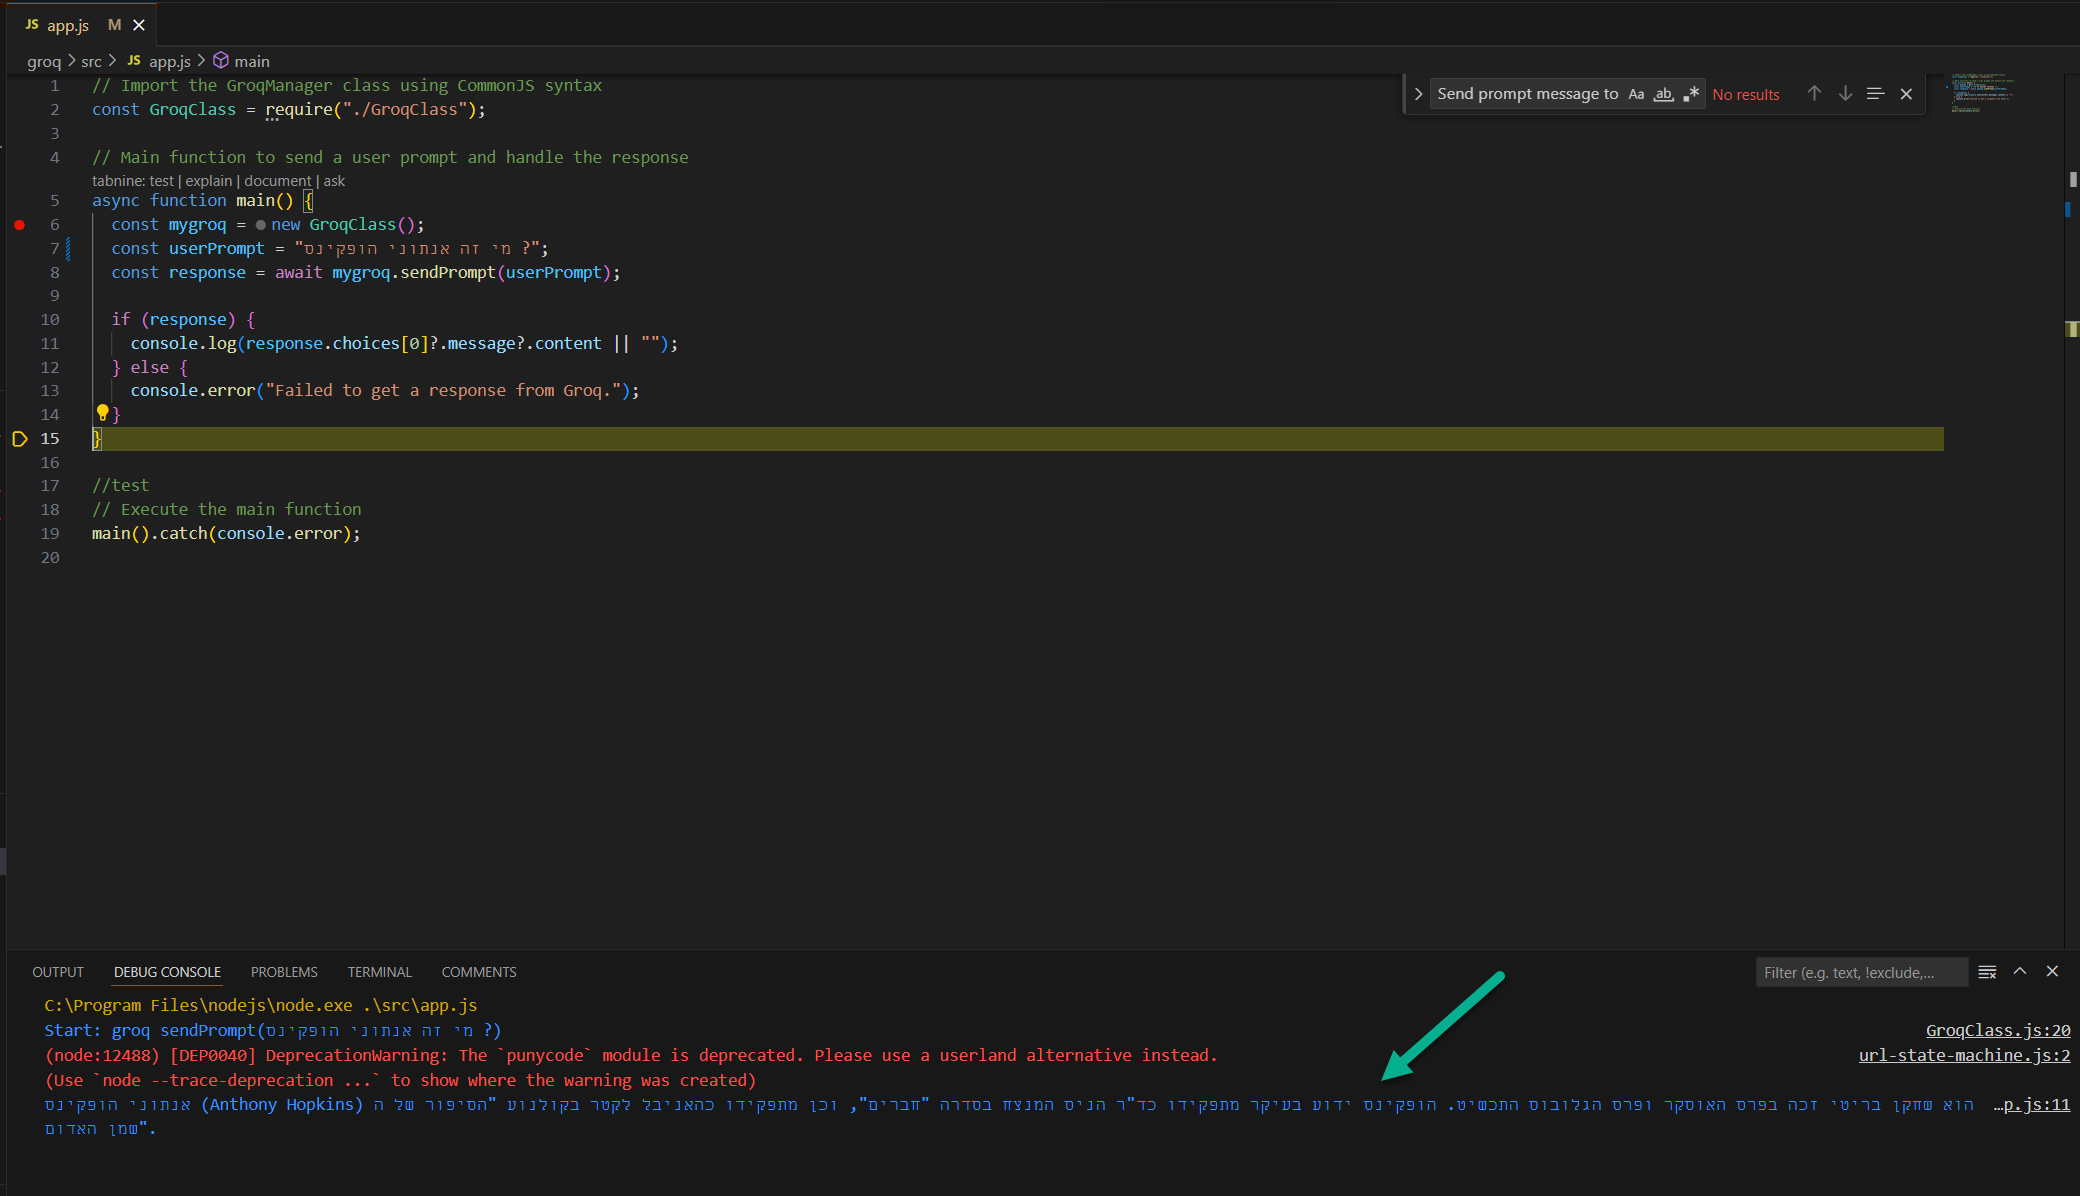 JS app.js M
groq > src > JS app.js > main
Send prompt message to Aa ab No results
1 // Import the GroqManager class using CommonJS syntax
2 const GroqClass = require("./GroqClass");
3
4 // Main function to send a user prompt and handle the response
tabnine: test | explain | document | ask
5 async function main() {
6 const mygroq = new GroqClass();
7 const userPrompt = "מי זה אנתוני הופקינס ?";
8 const response = await mygroq.sendPrompt(userPrompt);
9
10 if (response) {
11 console.log(response.choices[0]?.message?.content || "");
12 } else {
13 console.error("Failed to get a response from Groq.");
14 }
15 }
16
17 //test
18 // Execute the main function
19 main().catch(console.error);
20
OUTPUT DEBUG CONSOLE PROBLEMS TERMINAL COMMENTS Filter (e.g. text, !exclude,...
C:\Program Files\nodejs\node.exe .\src\app.js
Start: groq sendPrompt(מי זה אנתוני הופקינס ?) GroqClass.js:20
(node:12488) [DEP0040] DeprecationWarning: The `punycode` module is deprecated. Please use a userland alternative instead. url-state-machine.js:2
(Use `node --trace-deprecation ...` to show where the warning was created)
אנתוני הופקינס (Anthony Hopkins) הוא שחקן בריטי זכה בפרס האוסקר ופרס הגלובוס התכשיט. הופקינס ידוע בעיקר מתפקידו כד"ר הניס המנצח בסדרה "חברים", וכן מתפקידו כהאניבל לקטר בקולנוע "הסיפור של ה …p.js:11
שמן האדום".